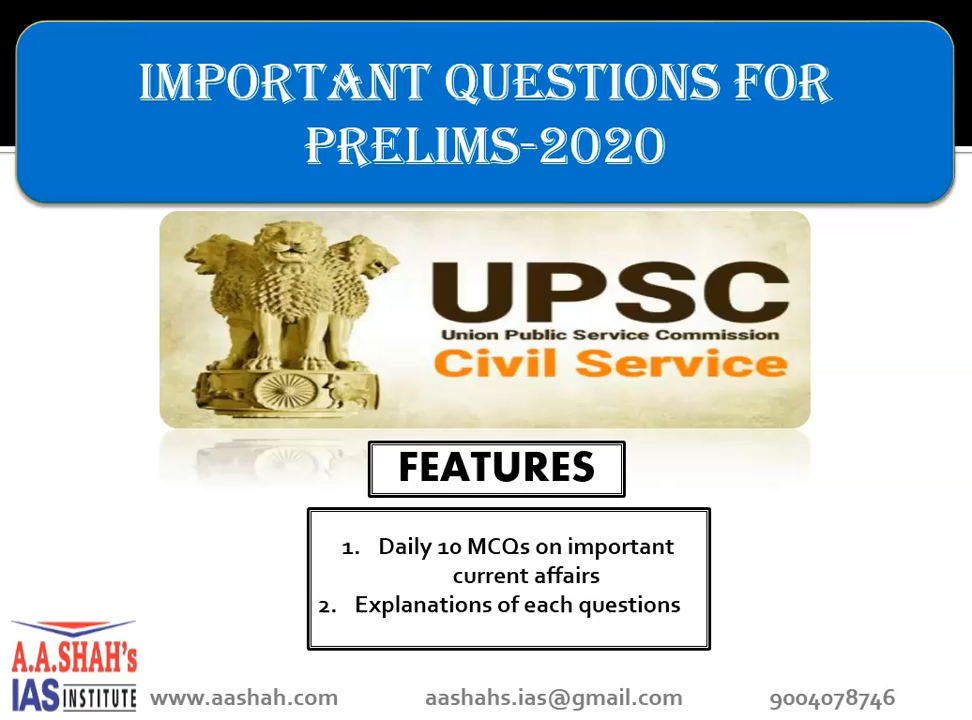 IMPORTANT QUESTIONS FOR
PRELIMS-2020
UPSC
Union Public Service Commission
Civil Service
FEATURES
1. Daily 10 MCQs on important
current affairs
2. Explanations of each questions
A.A.SHAH's
IAS INSTITUTE
www.aashah.com aashahs.ias@gmail.com 9004078746